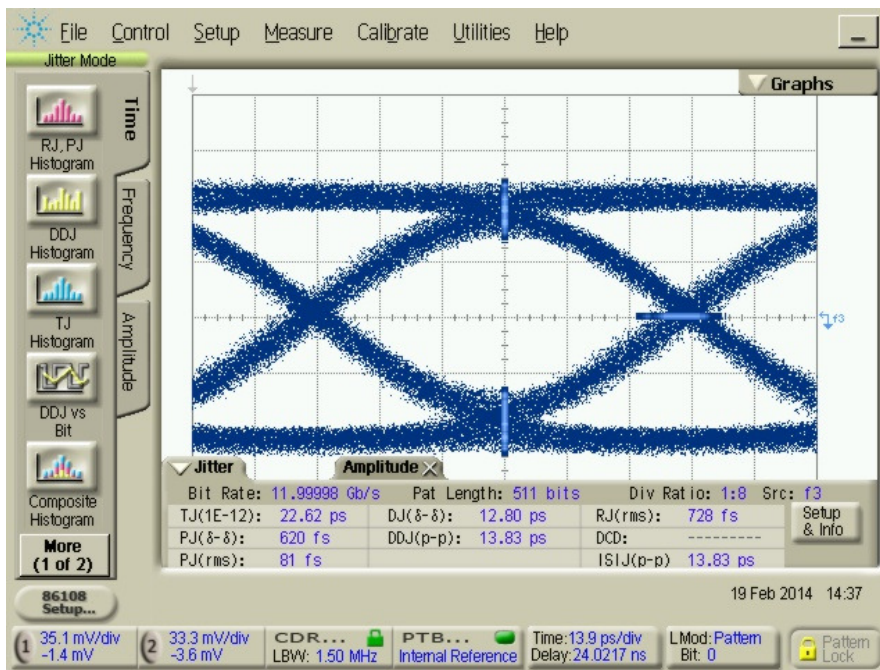 File Control Setup Measure Calibrate Utilities Help
Jitter Mode
Graphs
Time
Frequency
Amplitude
RJ, PJ
Histogram
DDJ
Histogram
TJ
Histogram
DDJ vs
Bit
Composite
Histogram
More
(1 of 2)
86108
Setup...
f3
Jitter Amplitude
Bit Rate: 11.99998 Gb/s Pat Length: 511 bits Div Ratio: 1:8 Src: f3
TJ(1E-12): 22.62 ps DJ(δ-δ): 12.80 ps RJ(rms): 728 fs
PJ(δ-δ): 620 fs DDJ(p-p): 13.83 ps DCD: ---------
PJ(rms): 81 fs ISIJ(p-p) 13.83 ps
Setup
& Info
19 Feb 2014 14:37
1 35.1 mV/div
-1.4 mV
2 33.3 mV/div
-3.6 mV
CDR...
LBW: 1.50 MHz
PTB...
Internal Reference
Time:13.9 ps/div
Delay:24.0217 ns
LMod:Pattern
Bit: 0
Pattern
Lock